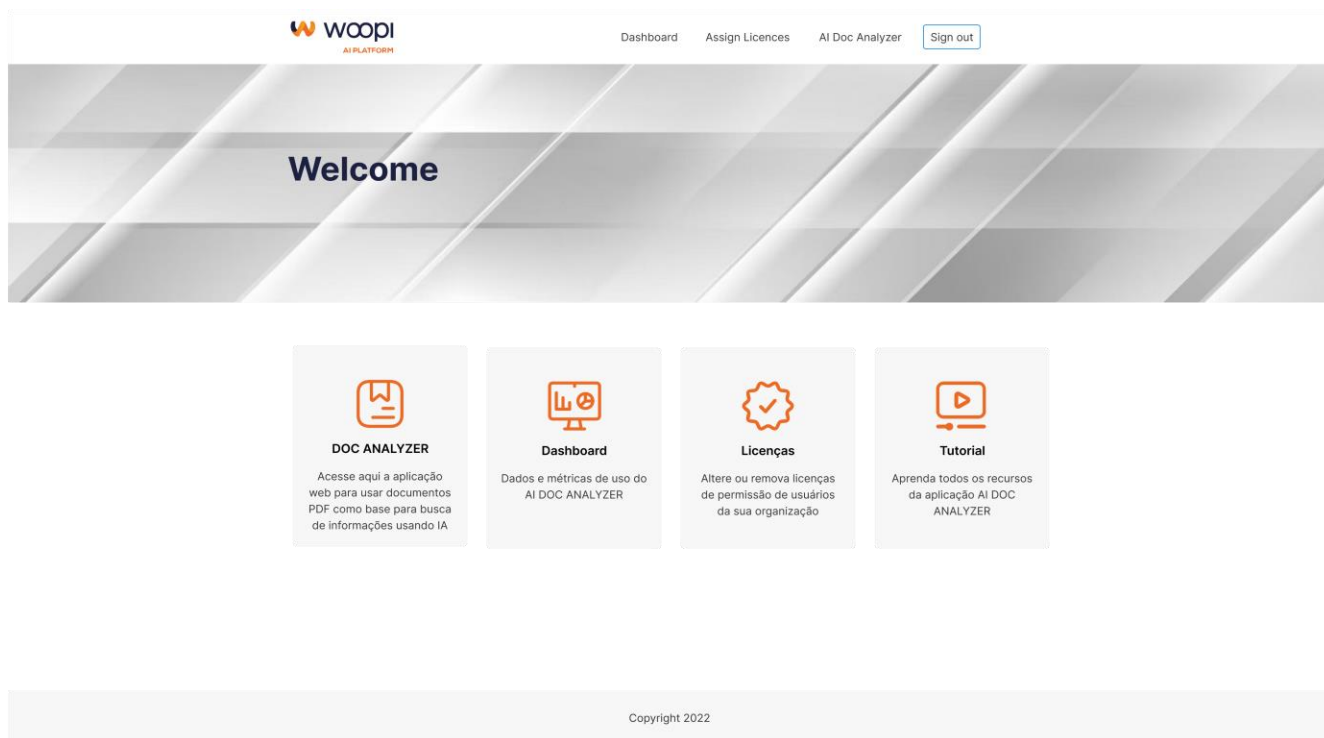 woopi
AI PLATFORM
Dashboard
Assign Licences
AI Doc Analyzer
Sign out
Welcome
DOC ANALYZER
Acesse aqui a aplicação
web para usar documentos
PDF como base para busca
de informações usando IA
Dashboard
Dados e métricas de uso do
AI DOC ANALYZER
Licenças
Altere ou remova licenças
de permissão de usuários
da sua organização
Tutorial
Aprenda todos os recursos
da aplicação AI DOC
ANALYZER
Copyright 2022